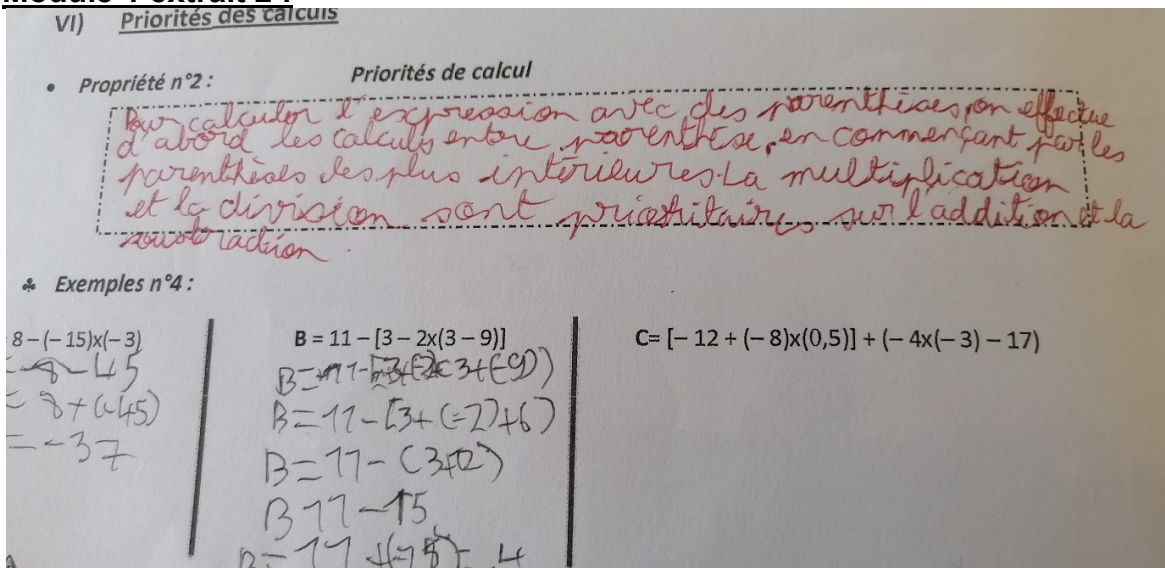 VI) Priorités des calculs
• Propriété n°2 : Priorités de calcul
Pour calculer l'expression avec des parenthèses, on effectue
d'abord les calculs entre parenthèse, en commençant par les
parenthèses les plus intérieures. La multiplication
et la division sont prioritaires sur l'addition et la
soustraction.
♣ Exemples n°4 :
8 – (– 15)x(– 3)
= 8 – 45
= 8 + (-45)
= - 37
B = 11 – [3 – 2x(3 – 9)]
B = 11 - [3 + (-2) + 6)
B = 11 - (3+12)
B 11 - 15
B = 11 + (-15) = - 4
C= [– 12 + (– 8)x(0,5)] + (– 4x(– 3) – 17)